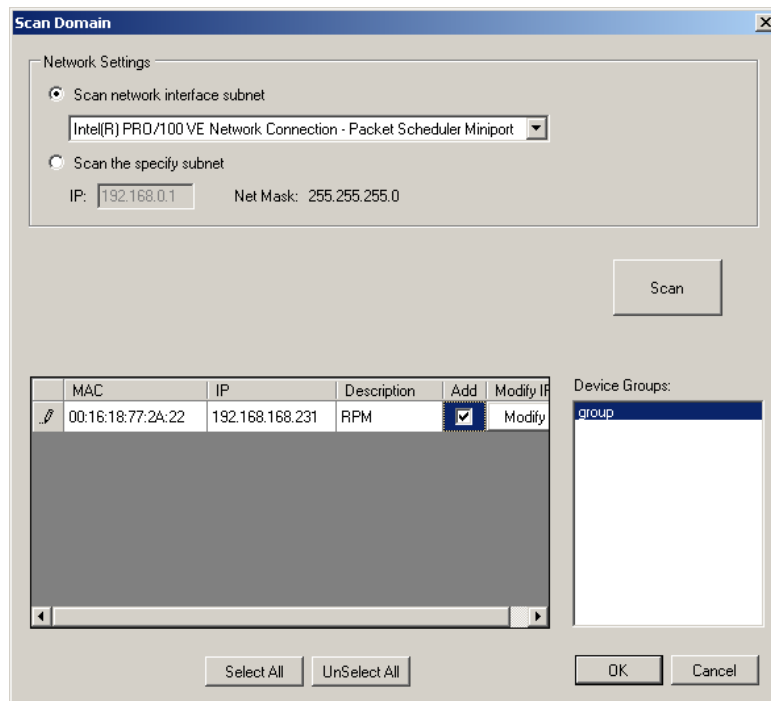 Scan Domain
Network Settings
Scan network interface subnet
Intel(R) PRO/100 VE Network Connection - Packet Scheduler Miniport
Scan the specify subnet
IP: 192.168.0.1 Net Mask: 255.255.255.0
Scan
MAC IP Description Add Modify IP
00:16:18:77:2A:22 192.168.168.231 RPM Modify
Device Groups:
group
Select All UnSelect All OK Cancel